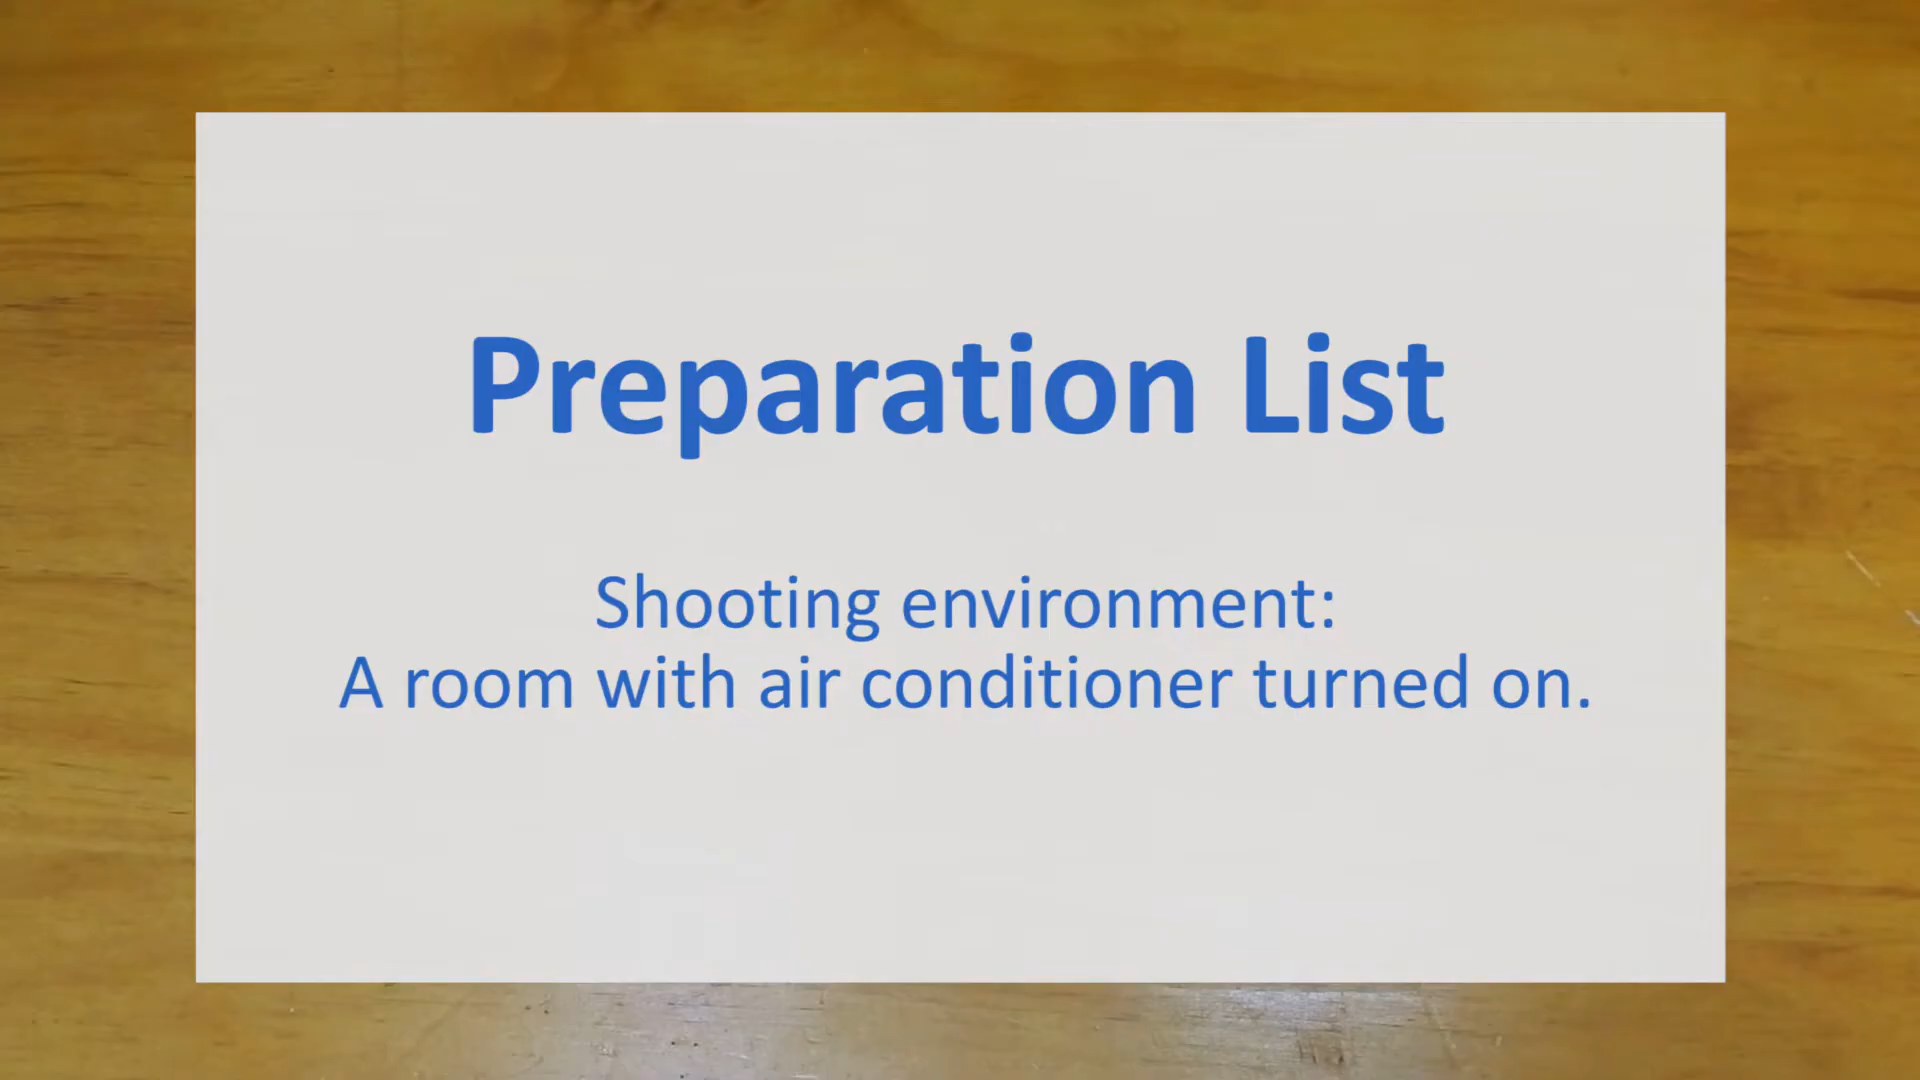 Preparation List
Shooting environment:
A room with air conditioner turned on.